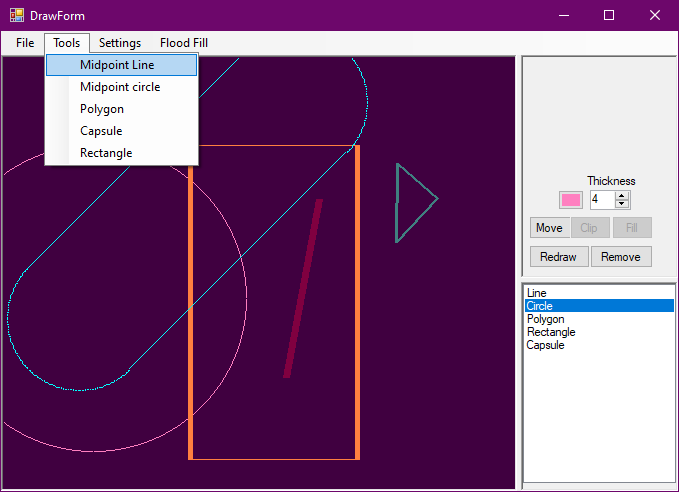 DrawForm
File Tools Settings Flood Fill
Midpoint Line
Midpoint circle
Polygon
Capsule
Rectangle
Thickness
4
Move Clip Fill
Redraw Remove
Line
Circle
Polygon
Rectangle
Capsule